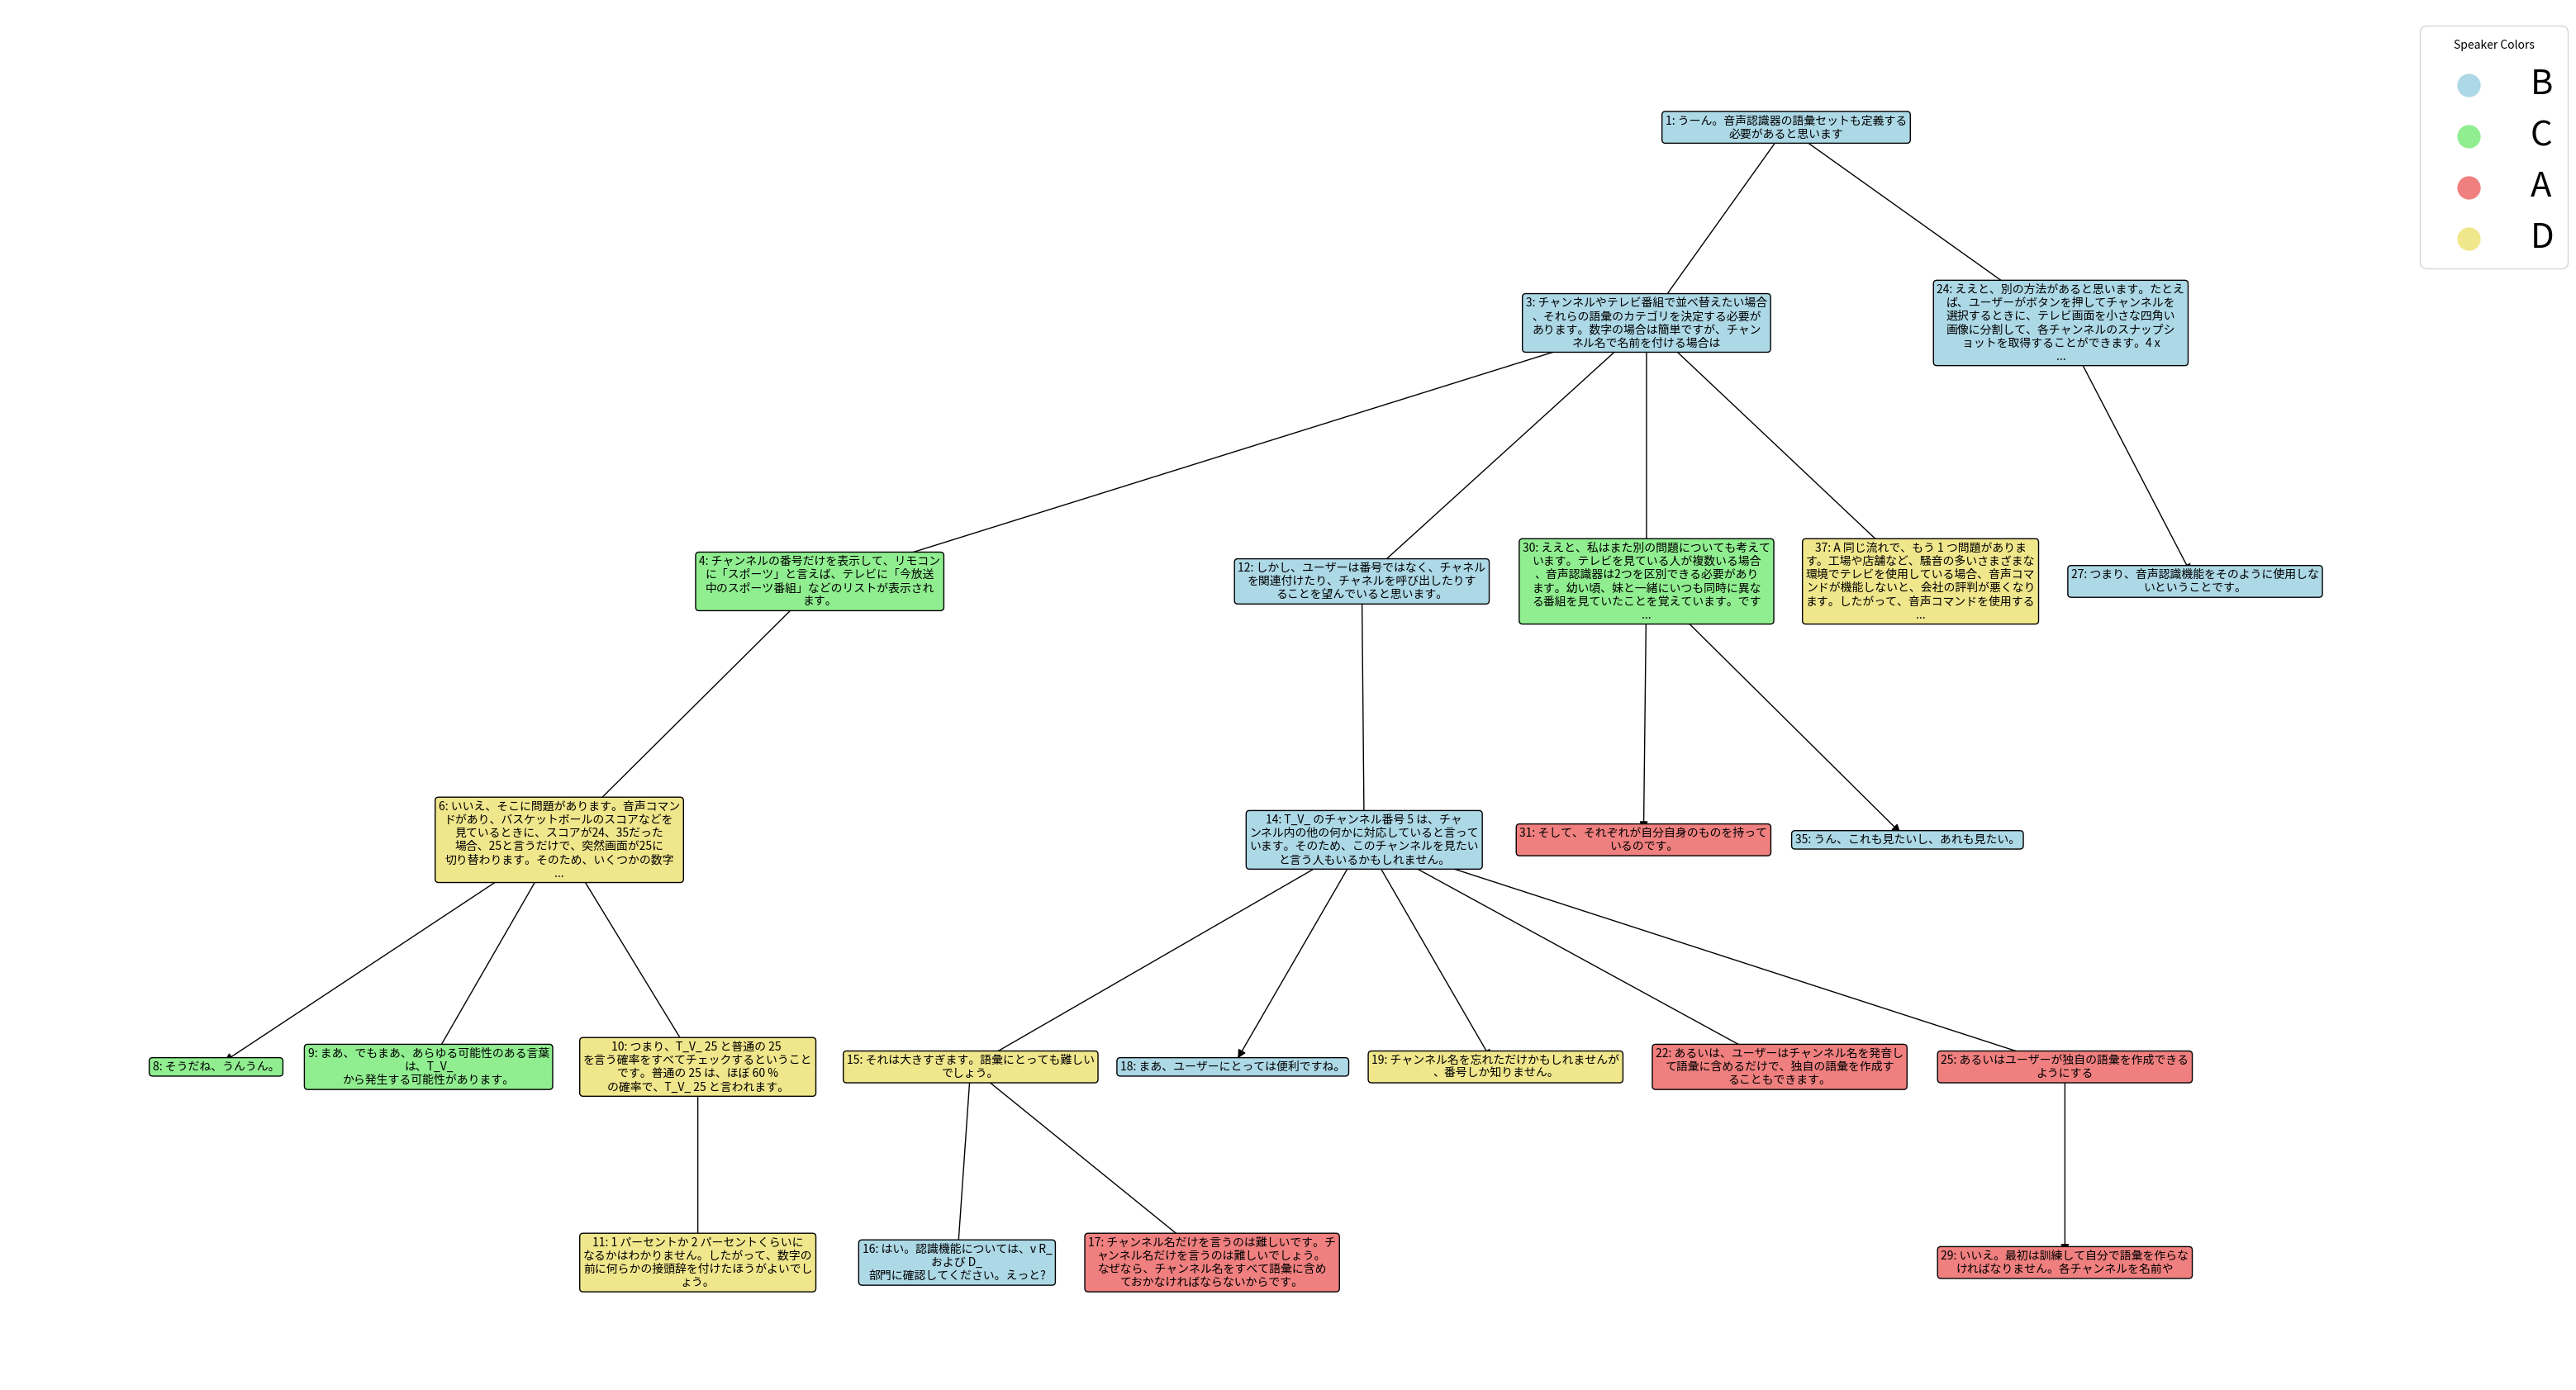 Speaker Colors
B
C
A
D
1: うーん。音声認識器の語彙セットも定義する
必要があると思います
3: チャンネルやテレビ番組で並べ替えたい場合
、それらの語彙のカテゴリを決定する必要が
あります。数字の場合は簡単ですが、チャン
ネル名で名前を付ける場合は
24: ええと、別の方法があると思います。たとえ
ば、ユーザーがボタンを押してチャンネルを
選択するときに、テレビ画面を小さな四角い
画像に分割して、各チャンネルのスナップシ
ョットを取得することができます。4 x
...
4: チャンネルの番号だけを表示して、リモコン
に「スポーツ」と言えば、テレビに「今放送
中のスポーツ番組」などのリストが表示され
ます。
12: しかし、ユーザーは番号ではなく、チャネル
を関連付けたり、チャネルを呼び出したりす
ることを望んでいると思います。
30: ええと、私はまた別の問題についても考えて
います。テレビを見ている人が複数いる場合
、音声認識器は2つを区別できる必要があり
ます。幼い頃、妹と一緒にいつも同時に異な
る番組を見ていたことを覚えています。です
...
37: A 同じ流れで、もう 1 つ問題がありま
す。工場や店舗など、騒音の多いさまざまな
環境でテレビを使用している場合、音声コマ
ンドが機能しないと、会社の評判が悪くなり
ます。したがって、音声コマンドを使用する
...
27: つまり、音声認識機能をそのように使用しな
いということです。
6: いいえ、そこに問題があります。音声コマン
ドがあり、バスケットボールのスコアなどを
見ているときに、スコアが24、35だった
場合、25と言うだけで、突然画面が25に
切り替わります。そのため、いくつかの数字
...
14: T_V_ のチャンネル番号 5 は、チャ
ンネル内の他の何かに対応していると言って
います。そのため、このチャンネルを見たい
と言う人もいるかもしれません。
31: そして、それぞれが自分自身のものを持って
いるのです。
35: うん、これも見たいし、あれも見たい。
8: そうだね、うんうん。
9: まあ、でもまあ、あらゆる可能性のある言葉
は、T_V_
から発生する可能性があります。
10: つまり、T_V_ 25 と普通の 25
を言う確率をすべてチェックするということ
です。普通の 25 は、ほぼ 60 %
の確率で、T_V_ 25 と言われます。
15: それは大きすぎます。語彙にとっても難しい
でしょう。
18: まあ、ユーザーにとっては便利ですね。
19: チャンネル名を忘れただけかもしれませんが
、番号しか知りません。
22: あるいは、ユーザーはチャンネル名を発音し
て語彙に含めるだけで、独自の語彙を作成す
ることもできます。
25: あるいはユーザーが独自の語彙を作成できる
ようにする
11: 1 パーセントか 2 パーセントくらいに
なるかはわかりません。したがって、数字の
前に何らかの接頭辞を付けたほうがよいでし
ょう。
16: はい。認識機能については、v R_
および D_
部門に確認してください。えっと?
17: チャンネル名だけを言うのは難しいです。チ
ャンネル名だけを言うのは難しいでしょう。
なぜなら、チャンネル名をすべて語彙に含め
ておかなければならないからです。
29: いいえ。最初は訓練して自分で語彙を作らな
ければなりません。各チャンネルを名前や